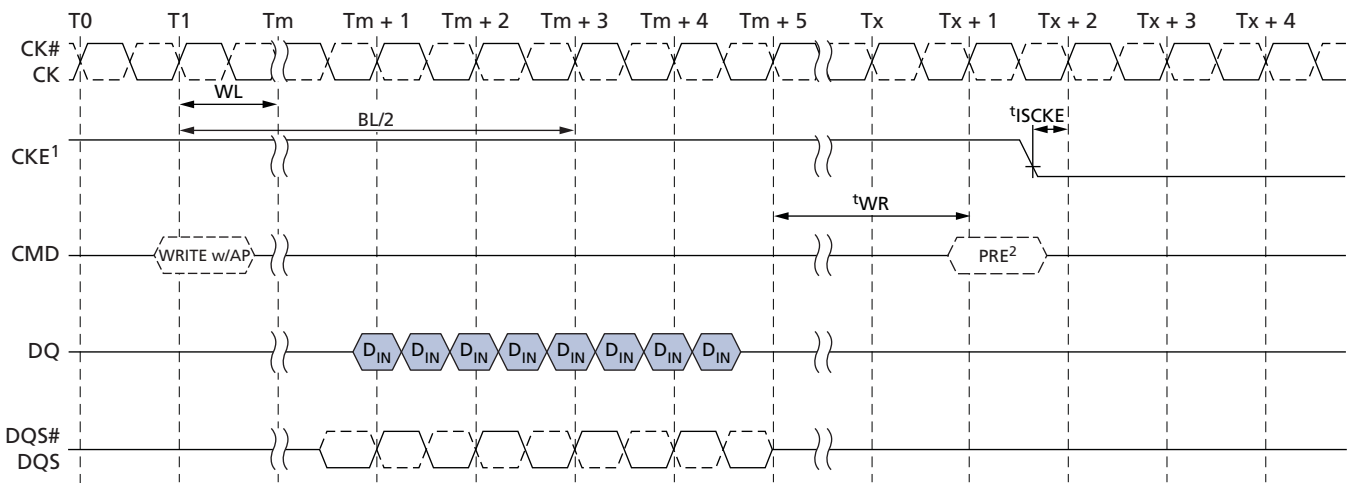 T0 T1 Tm Tm + 1 Tm + 2 Tm + 3 Tm + 4 Tm + 5 Tx Tx + 1 Tx + 2 Tx + 3 Tx + 4
CK#
CK
WL
BL/2
tISCKE
CKE1
tWR
CMD WRITE w/AP PRE2
DQ DIN DIN DIN DIN DIN DIN DIN DIN
DQS#
DQS